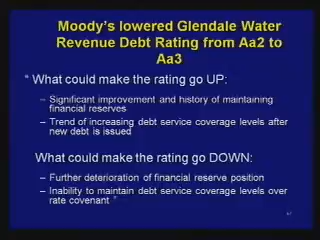 Moody's lowered Glendale Water
Revenue Debt Rating from Aa2 to
Aa3
“ What could make the rating go UP:
– Significant improvement and history of maintaining
financial reserves
– Trend of increasing debt service coverage levels after
new debt is issued
What could make the rating go DOWN:
– Further deterioration of financial reserve position
– Inability to maintain debt service coverage levels over
rate covenant ”